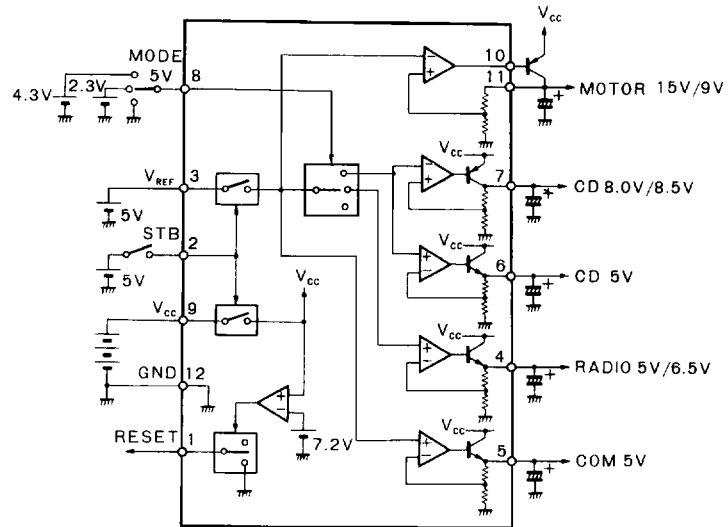 MODE
5V
8
2.3V
4.3V
VREF
3
5V
STB
2
5V
VCC
9
VCC
GND
12
RESET
1
7.2V
VCC
10
11
MOTOR 15V/9V
VCC
7
CD 8.0V/8.5V
VCC
6
CD 5V
VCC
4
RADIO 5V/6.5V
VCC
5
COM 5V